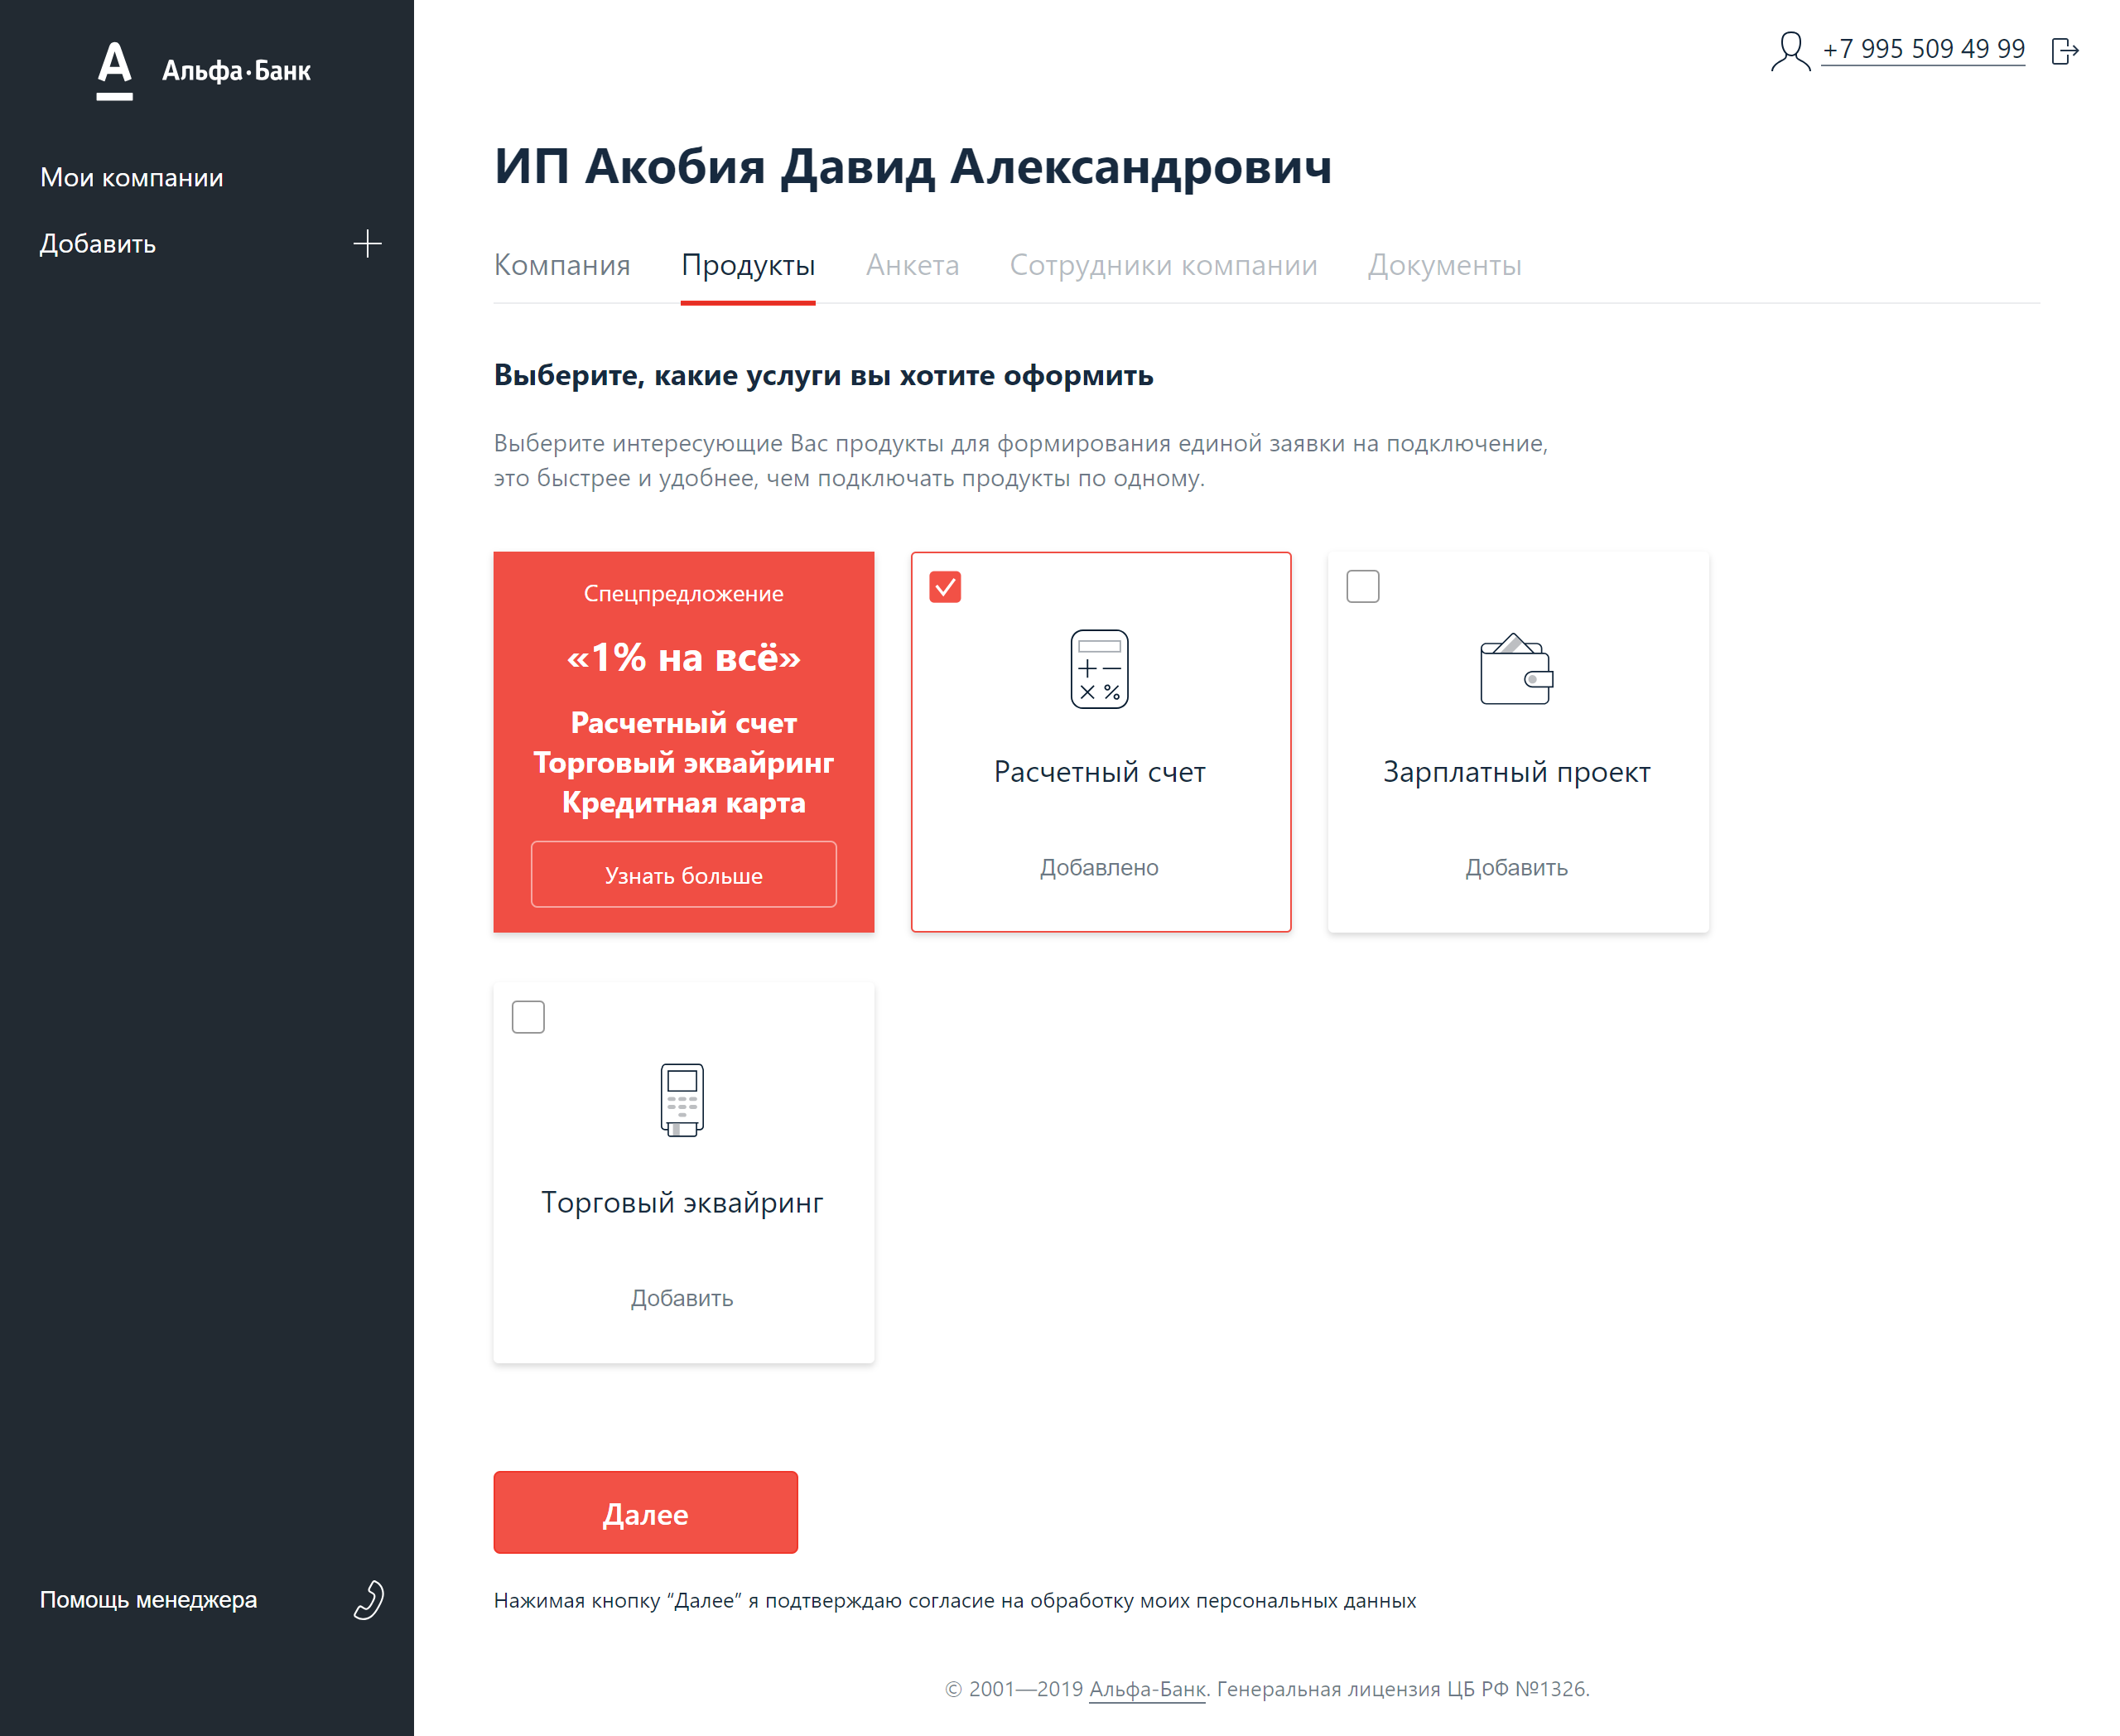 А Альфа·Банк
Мои компании
Добавить
Помощь менеджера
+7 995 509 49 99
ИП Акобия Давид Александрович
Компания Продукты Анкета Сотрудники компании Документы
Выберите, какие услуги вы хотите оформить
Выберите интересующие Вас продукты для формирования единой заявки на подключение,
это быстрее и удобнее, чем подключать продукты по одному.
Спецпредложение
«1% на всё»
Расчетный счет
Торговый эквайринг
Кредитная карта
Узнать больше
Расчетный счет
Добавлено
Зарплатный проект
Добавить
Торговый эквайринг
Добавить
Далее
Нажимая кнопку “Далее” я подтверждаю согласие на обработку моих персональных данных
© 2001—2019 Альфа-Банк. Генеральная лицензия ЦБ РФ №1326.